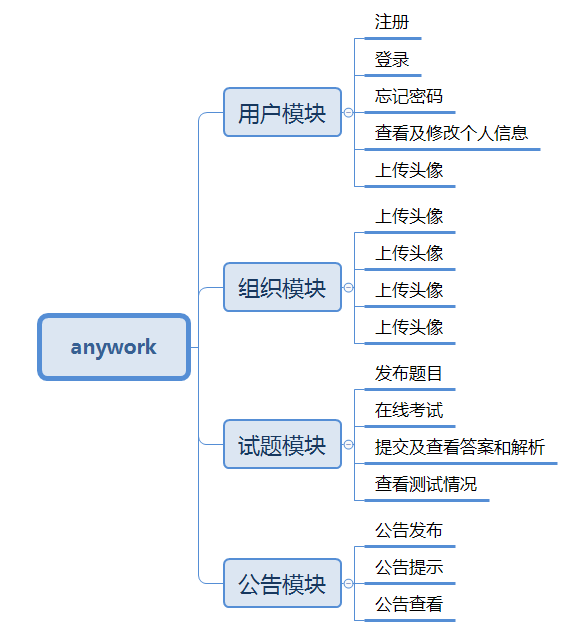 anywork
用户模块
注册
登录
忘记密码
查看及修改个人信息
上传头像
组织模块
上传头像
上传头像
上传头像
上传头像
试题模块
发布题目
在线考试
提交及查看答案和解析
查看测试情况
公告模块
公告发布
公告提示
公告查看